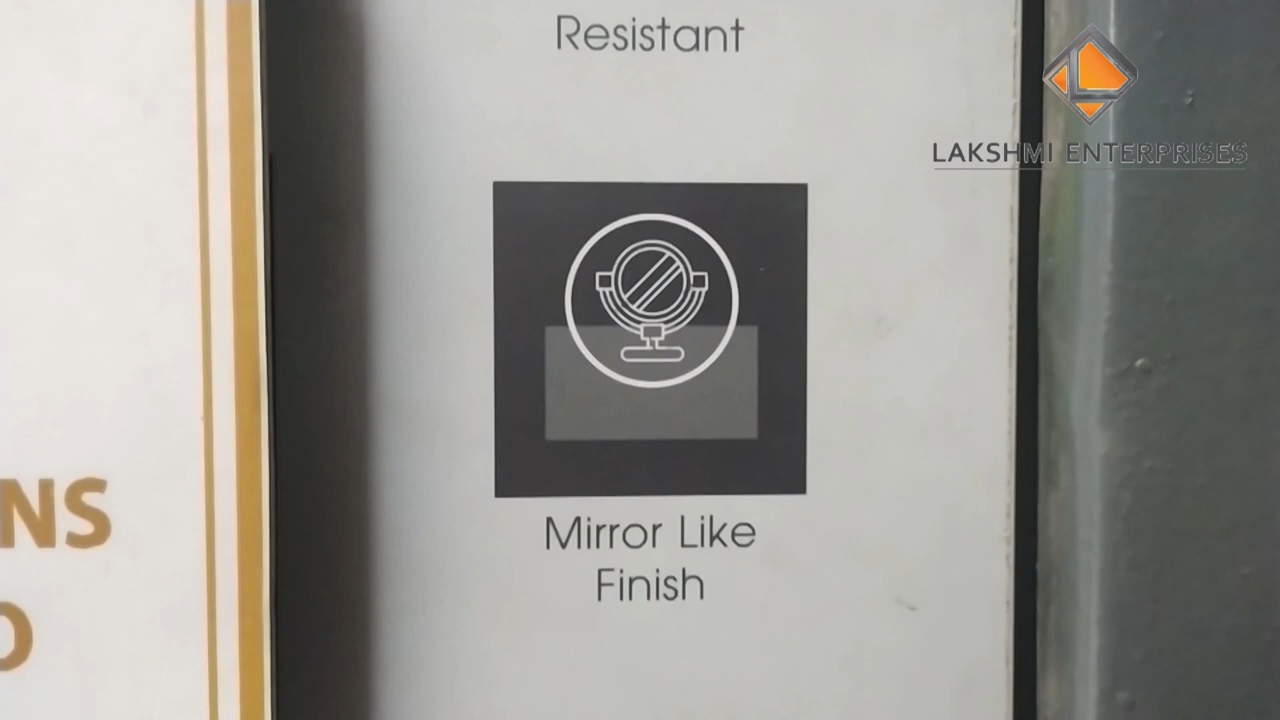 Resistant
LAKSHMI ENTERPRISES
Mirror Like
Finish
NS
O